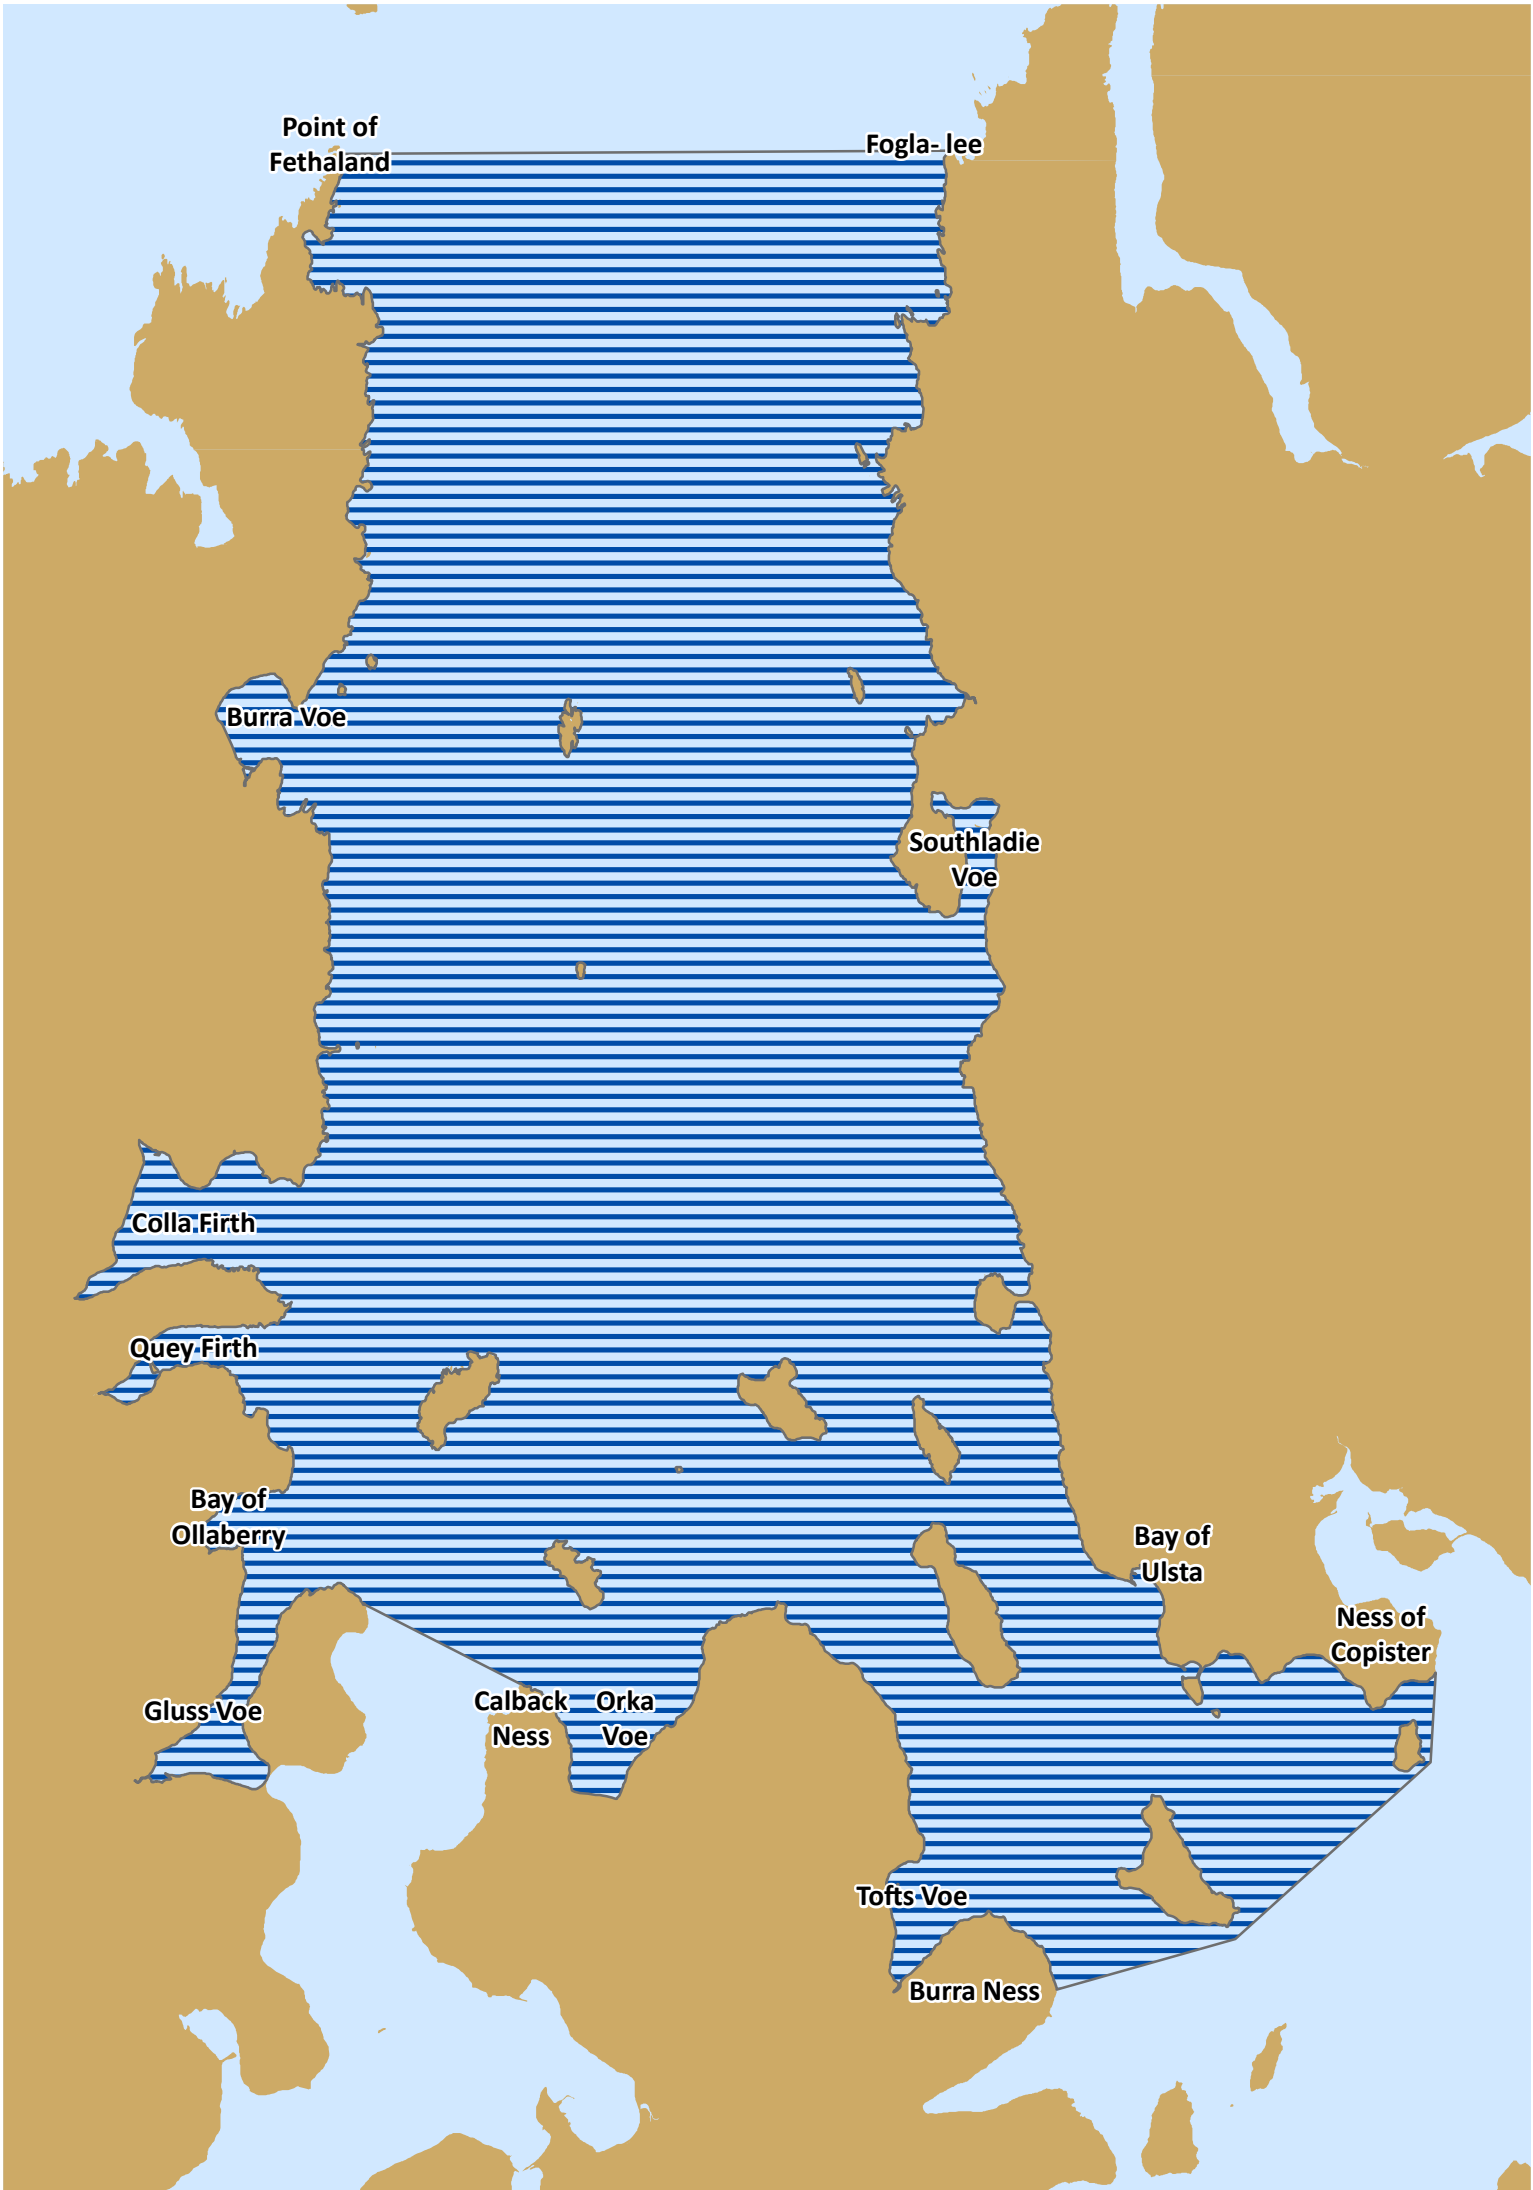 Point of
Fethaland
Fogla- lee
Burra Voe
Southladie
Voe
Colla Firth
Quey Firth
Bay of
Ollaberry
Bay of
Ulsta
Ness of
Copister
Gluss Voe
Calback
Ness
Orka
Voe
Tofts Voe
Burra Ness